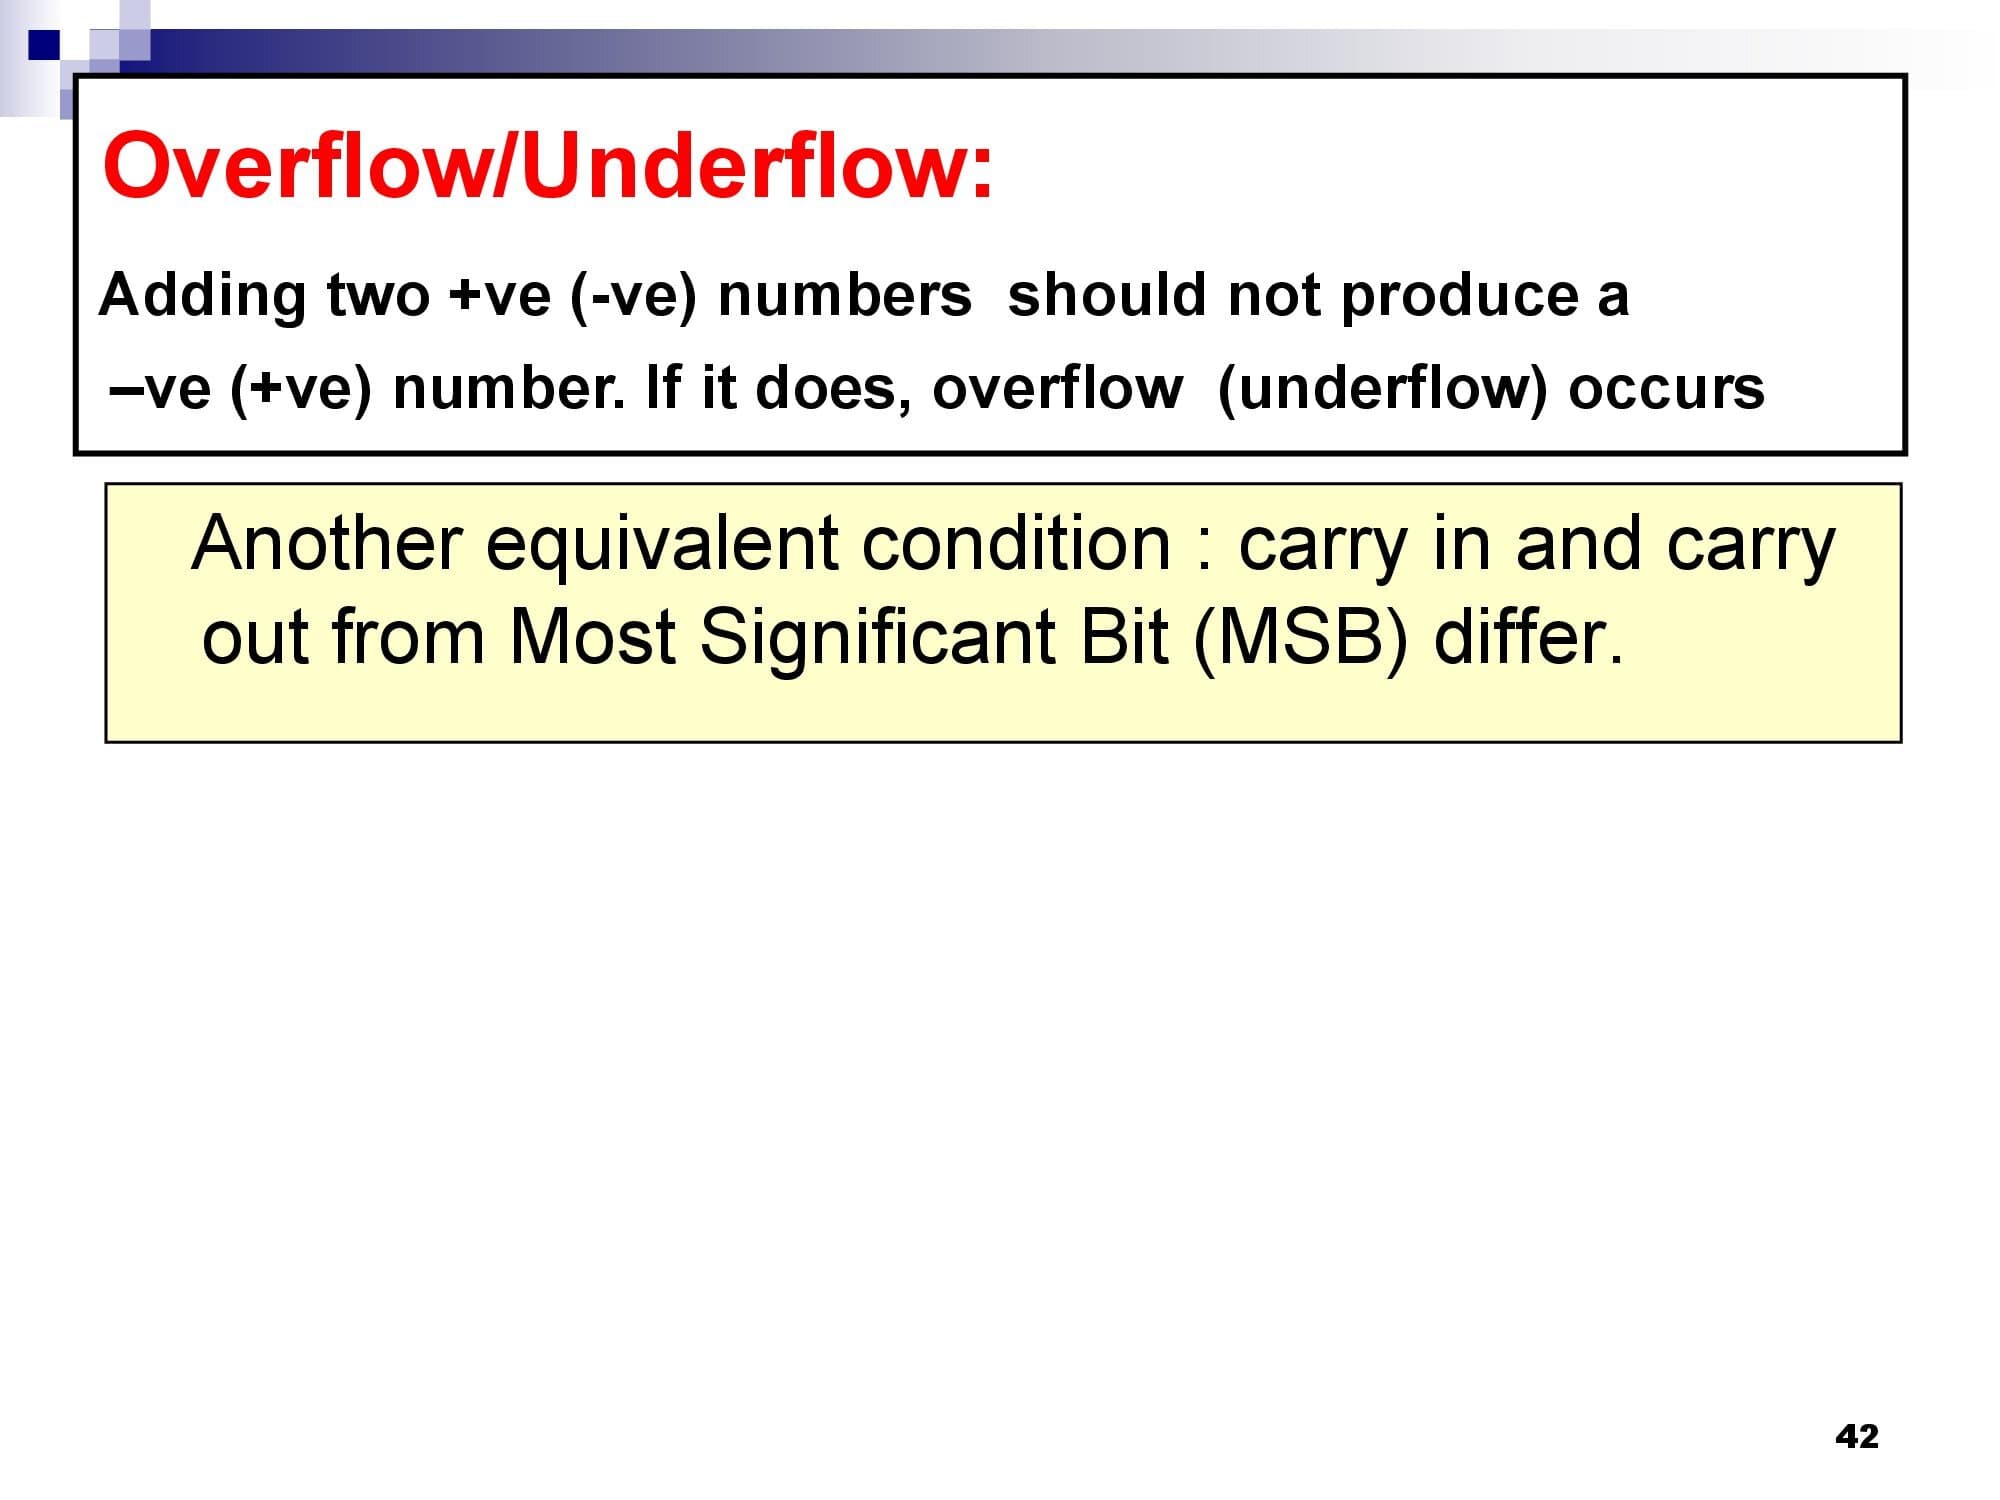 Overflow/Underflow:
Adding two +ve (-ve) numbers should not produce a
–ve (+ve) number. If it does, overflow (underflow) occurs
Another equivalent condition : carry in and carry
out from Most Significant Bit (MSB) differ.
42